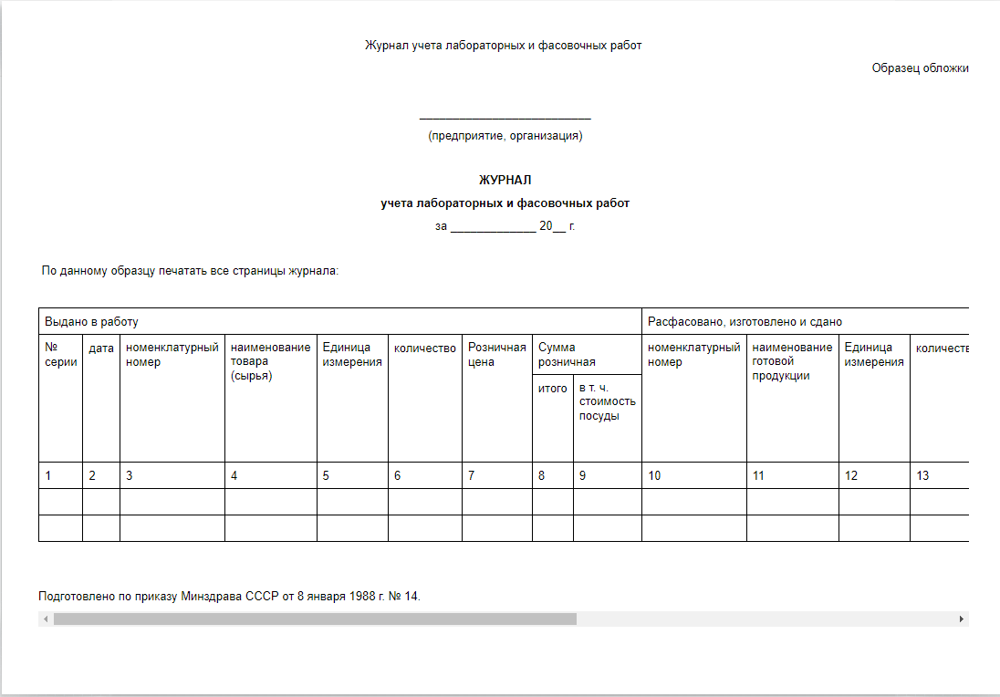 Журнал учета лабораторных и фасовочных работ
Образец обложки
__________________________
(предприятие, организация)
ЖУРНАЛ
учета лабораторных и фасовочных работ
за _____________ 20__ г.
По данному образцу печатать все страницы журнала:
Выдано в работу
Расфасовано, изготовлено и сдано
№
серии
дата
номенклатурный
номер
наименование
товара
(сырья)
Единица
измерения
количество
Розничная
цена
Сумма
розничная
итого
в т. ч.
стоимость
посуды
номенклатурный
номер
наименование
готовой
продукции
Единица
измерения
количеств
1 2 3 4 5 6 7 8 9 10 11 12 13
Подготовлено по приказу Минздрава СССР от 8 января 1988 г. № 14.